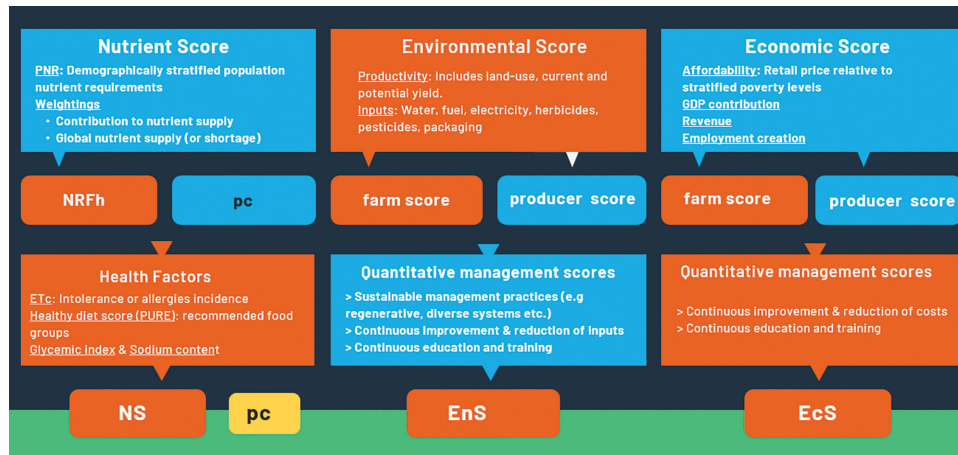 Nutrient Score
PNR: Demographically stratified population
nutrient requirements
Weightings
• Contribution to nutrient supply
• Global nutrient supply (or shortage)
Environmental Score
Productivity: Includes land-use, current and
potential yield.
Inputs: Water, fuel, electricity, herbicides,
pesticides, packaging
Economic Score
Affordability: Retail price relative to
stratified poverty levels
GDP contribution
Revenue
Employment creation
NRFh
pc
farm score
producer score
farm score
producer score
Health Factors
ETc: Intolerance or allergies incidence
Healthy diet score (PURE): recommended food
groups
Glycemic index & Sodium content
Quantitative management scores
> Sustainable management practices (e.g
regenerative, diverse systems etc.)
> Continuous improvement & reduction of inputs
> Continuous education and training
Quantitative management scores
> Continuous improvement & reduction of costs
> Continuous education and training
NS
pc
EnS
EcS